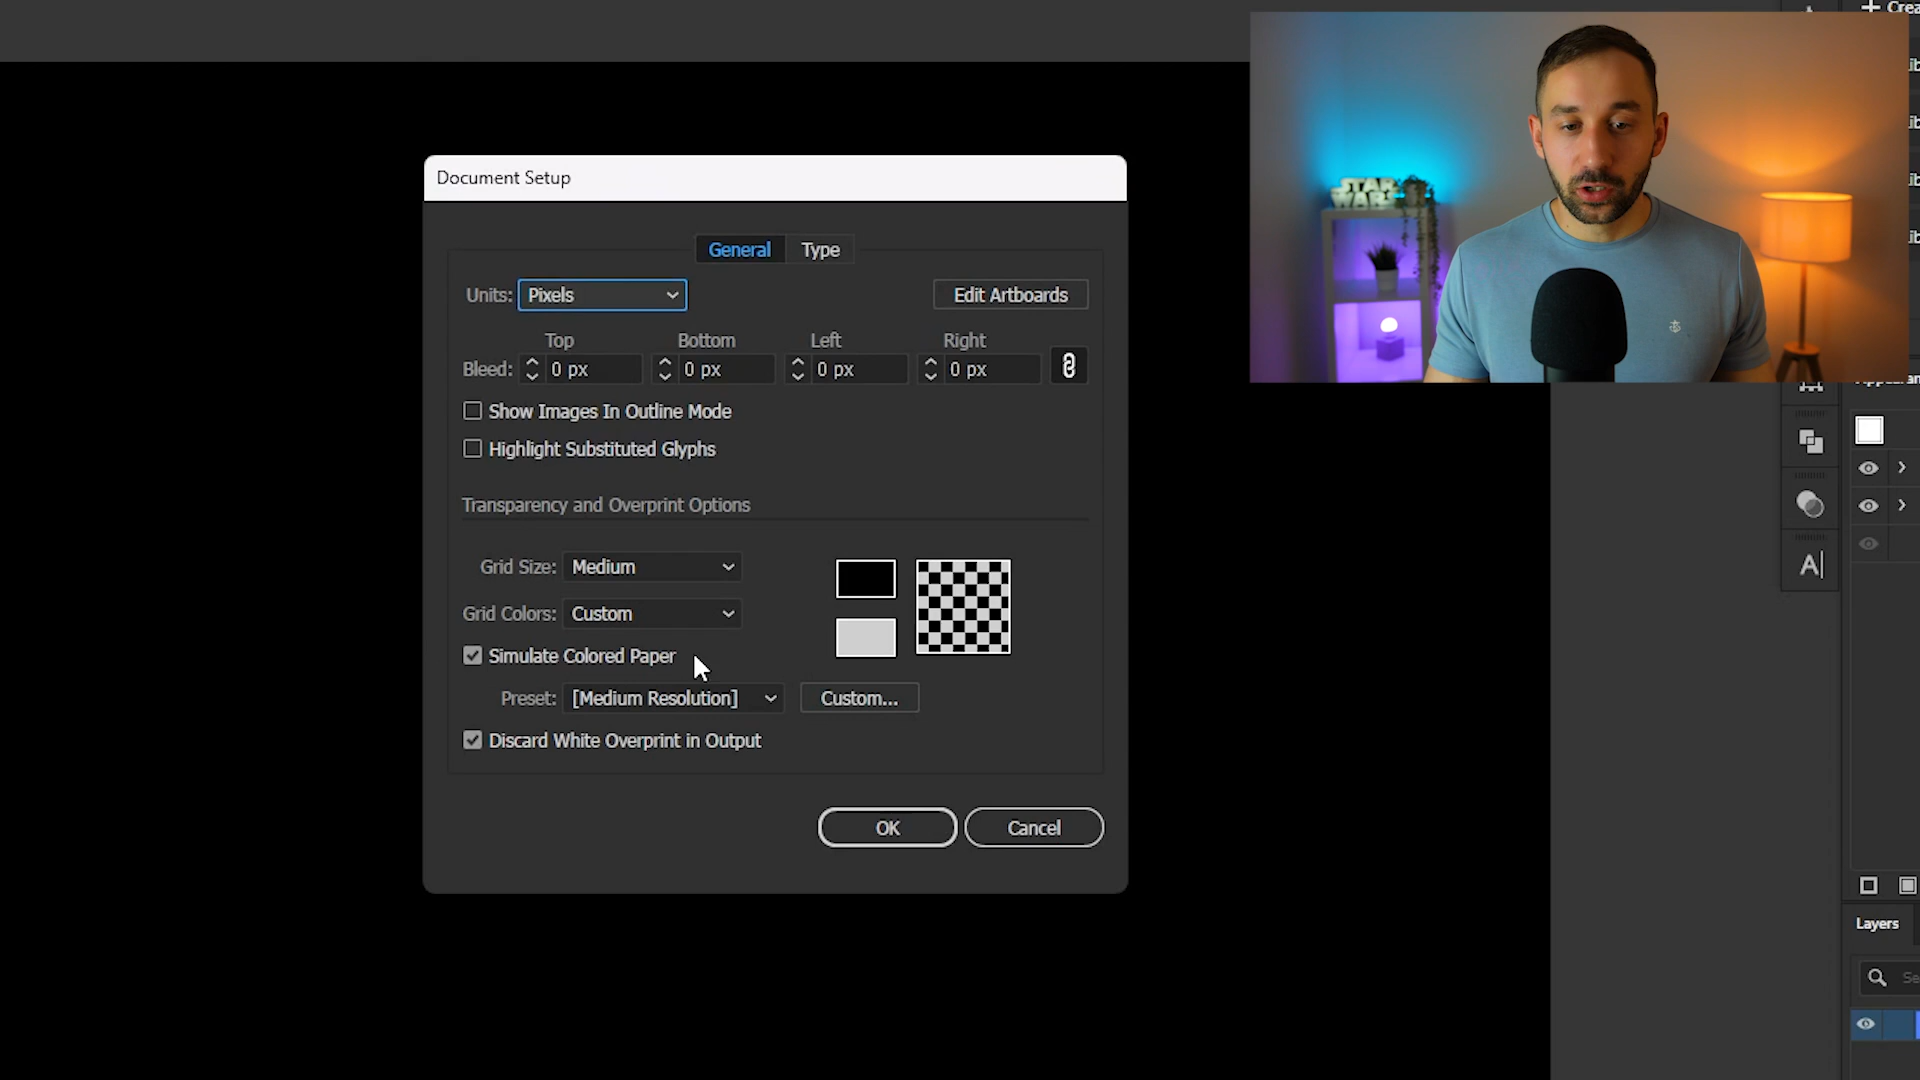 Crea
STAR
WARS
Document Setup
General
Type
Units: Pixels
Edit Artboards
Top
Bottom
Left
Right
Bleed: 0 px
0 px
0 px
0 px
Show Images In Outline Mode
Highlight Substituted Glyphs
Transparency and Overprint Options
Grid Size: Medium
Grid Colors: Custom
Simulate Colored Paper
Preset: [Medium Resolution]
Custom...
Discard White Overprint in Output
OK
Cancel
A
Layers
Se